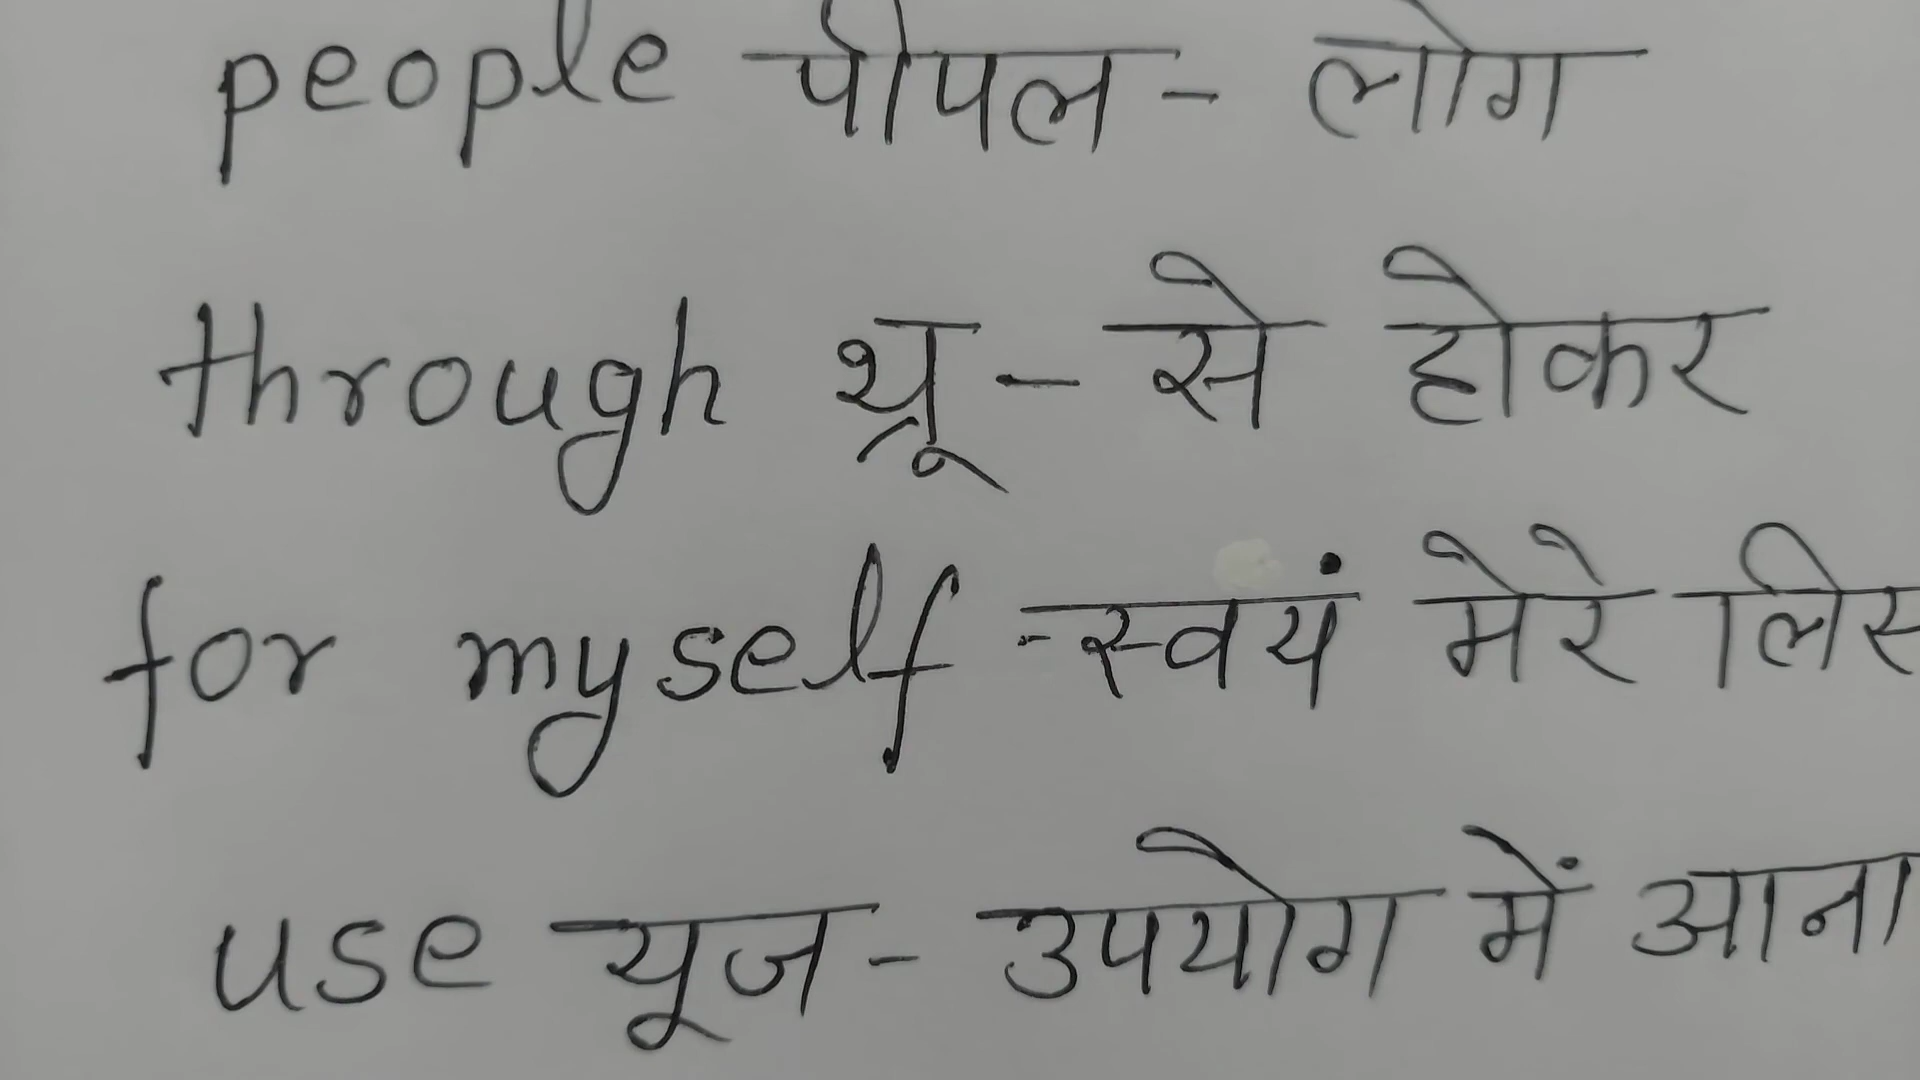 people पीपल - लोग
through थ्रू - से होकर
for myself - स्वयं मेरे लिए
use यूज - उपयोग में आना